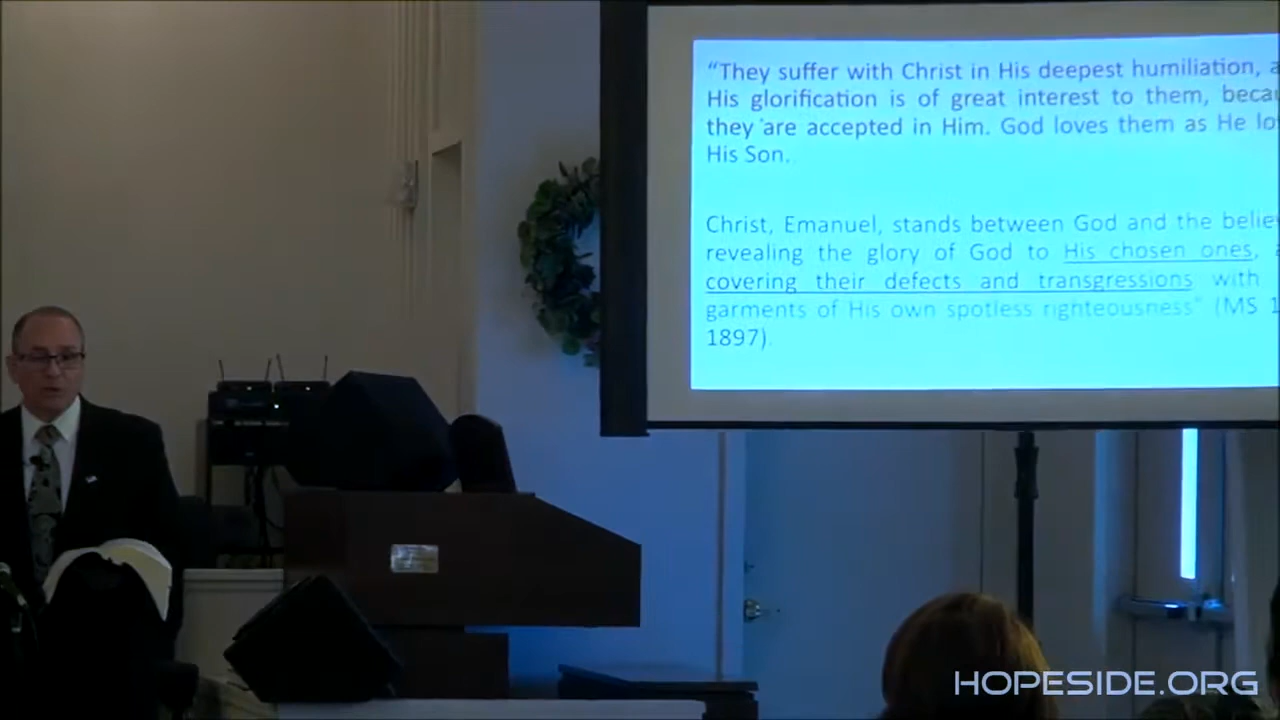 “They suffer with Christ in His deepest humiliation,
His glorification is of great interest to them,
they are accepted in Him. God loves them as He
His Son.
Christ, Emanuel, stands between God and the
revealing the glory of God to His chosen ones,
covering their defects and transgressions with
garments of His own spotless righteousness” (MS
1897).
HOPESIDE.ORG